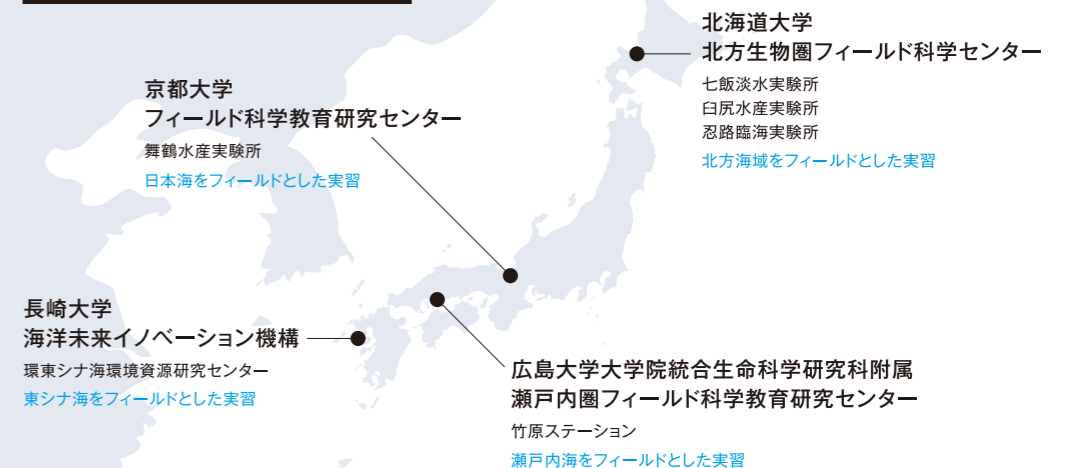 北海道大学
北方生物圏フィールド科学センター
七飯淡水実験所
臼尻水産実験所
忍路臨海実験所
北方海域をフィールドとした実習
京都大学
フィールド科学教育研究センター
舞鶴水産実験所
日本海をフィールドとした実習
長崎大学
海洋未来イノベーション機構
環東シナ海環境資源研究センター
東シナ海をフィールドとした実習
広島大学大学院統合生命科学研究科附属
瀬戸内圏フィールド科学教育研究センター
竹原ステーション
瀬戸内海をフィールドとした実習